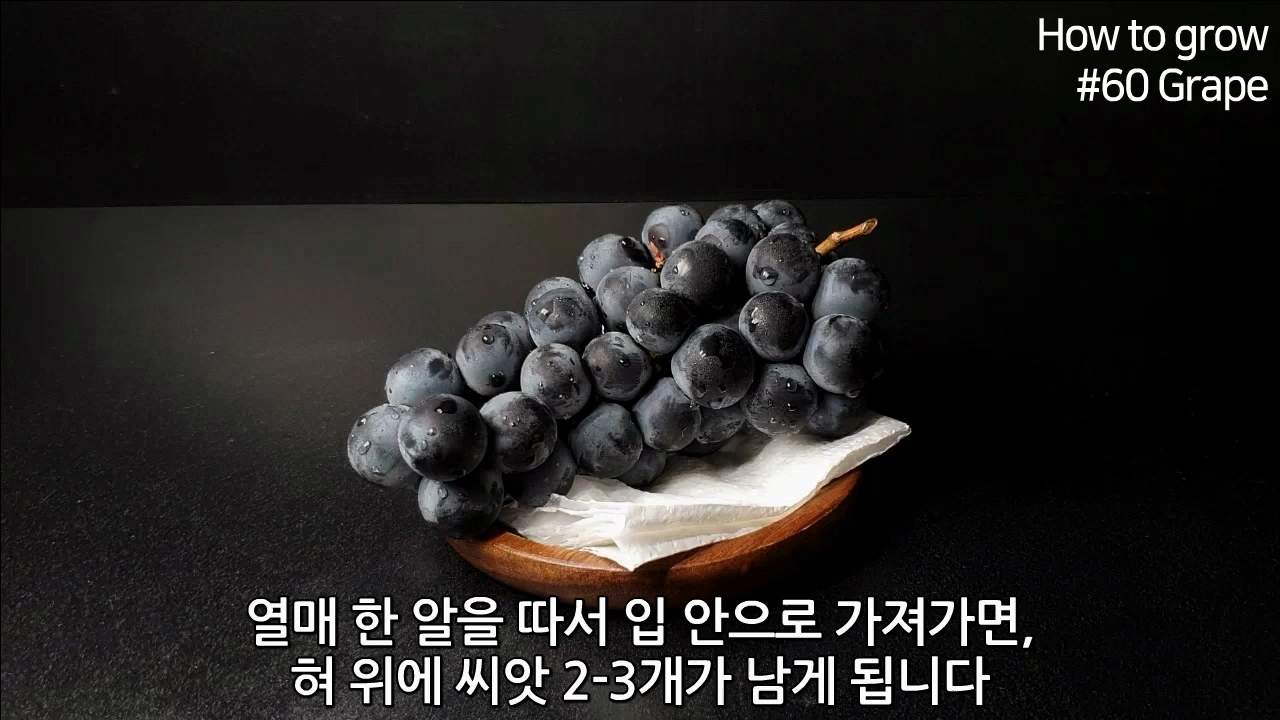 How to grow
#60 Grape
열매 한 알을 따서 입 안으로 가져가면,
혀 위에 씨앗 2-3개가 남게 됩니다